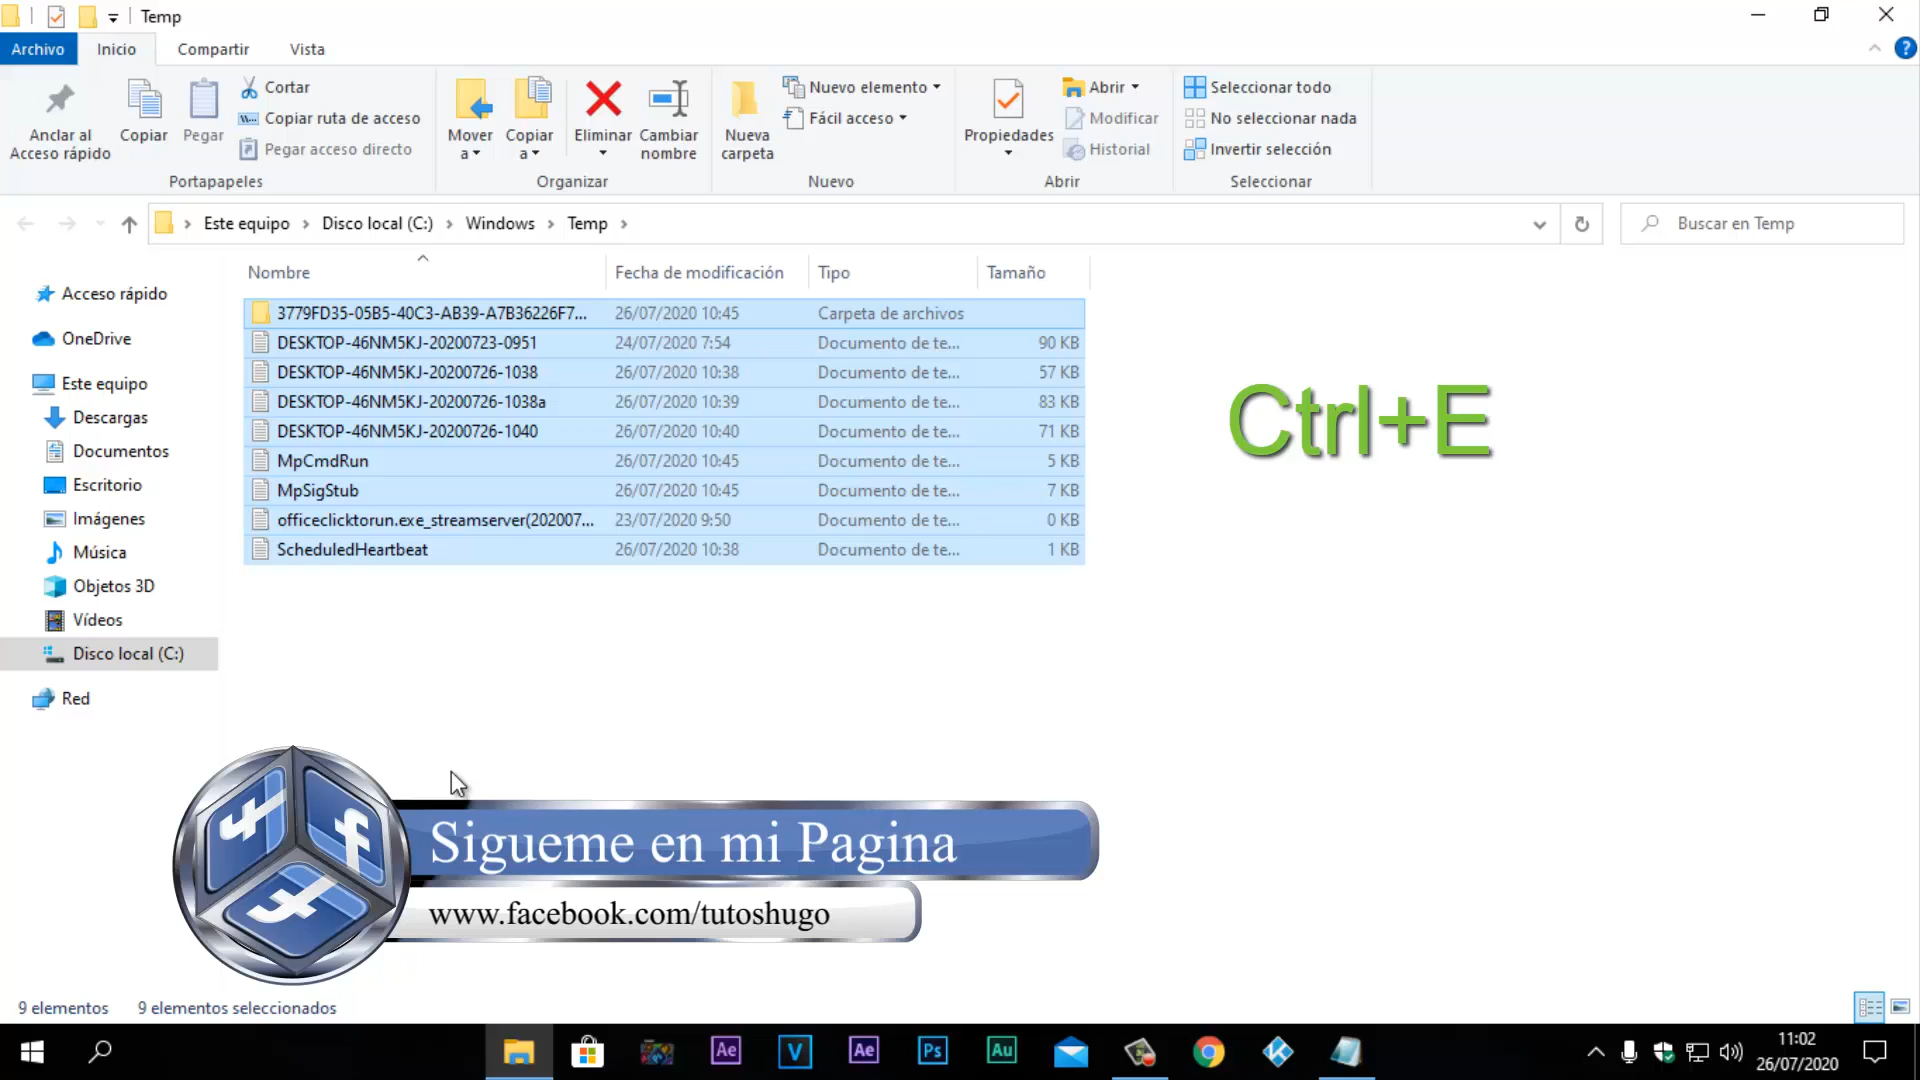 Temp
Archivo Inicio Compartir Vista
Anclar al
Acceso rápido
Copiar
Pegar
Cortar
Copiar ruta de acceso
Pegar acceso directo
Portapapeles
Mover
a
Copiar
a
Eliminar
Cambiar
nombre
Organizar
Nueva
carpeta
Nuevo elemento
Fácil acceso
Nuevo
Propiedades
Abrir
Modificar
Historial
Abrir
Seleccionar todo
No seleccionar nada
Invertir selección
Seleccionar
Este equipo > Disco local (C:) > Windows > Temp >
Buscar en Temp
Acceso rápido
OneDrive
Este equipo
Descargas
Documentos
Escritorio
Imágenes
Música
Objetos 3D
Vídeos
Disco local (C:)
Red
Nombre Fecha de modificación Tipo Tamaño
3779FD35-05B5-40C3-AB39-A7B36226F7... 26/07/2020 10:45 Carpeta de archivos
DESKTOP-46NM5KJ-20200723-0951 24/07/2020 7:54 Documento de te... 90 KB
DESKTOP-46NM5KJ-20200726-1038 26/07/2020 10:38 Documento de te... 57 KB
DESKTOP-46NM5KJ-20200726-1038a 26/07/2020 10:39 Documento de te... 83 KB
DESKTOP-46NM5KJ-20200726-1040 26/07/2020 10:40 Documento de te... 71 KB
MpCmdRun 26/07/2020 10:45 Documento de te... 5 KB
MpSigStub 26/07/2020 10:45 Documento de te... 7 KB
officeclicktorun.exe_streamserver(202007... 23/07/2020 9:50 Documento de te... 0 KB
ScheduledHeartbeat 26/07/2020 10:38 Documento de te... 1 KB
Ctrl+E
Sigueme en mi Pagina
www.facebook.com/tutoshugo
9 elementos 9 elementos seleccionados
Ae V Ae Ps Au
11:02
26/07/2020